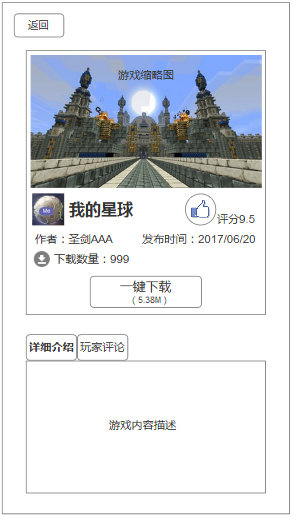 返回
游戏缩略图
我的星球
评分9.5
作者：圣剑AAA 发布时间：2017/06/20
下载数量：999
一键下载
（5.38M）
详细介绍 玩家评论
游戏内容描述